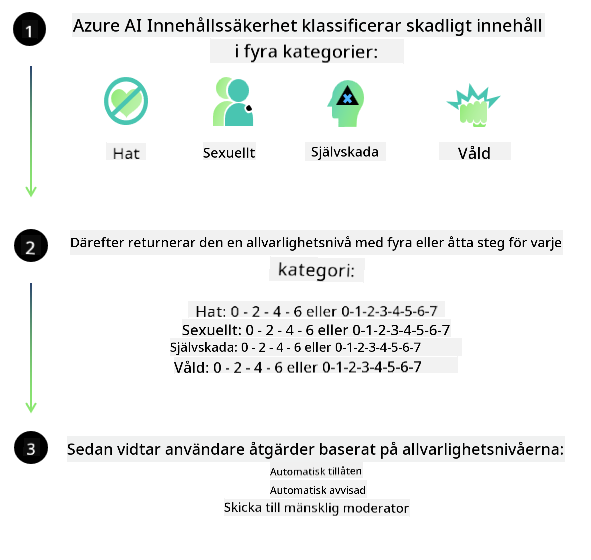 1
Azure AI Innehållssäkerhet klassificerar skadligt innehåll
i fyra kategorier:
Hat
Sexuellt
Självskada
Våld
2
Därefter returnerar den en allvarlighetsnivå med fyra eller åtta steg för varje
kategori:
Hat: 0 - 2 - 4 - 6 eller 0-1-2-3-4-5-6-7
Sexuellt: 0 - 2 - 4 - 6 eller 0-1-2-3-4-5-6-7
Självskada: 0 - 2 - 4 - 6 eller 0-1-2-3-4-5-6-7
Våld: 0 - 2 - 4 - 6 eller 0-1-2-3-4-5-6-7
3
Sedan vidtar användare åtgärder baserat på allvarlighetsnivåerna:
Automatisk tillåten
Automatisk avvisad
Skicka till mänsklig moderator